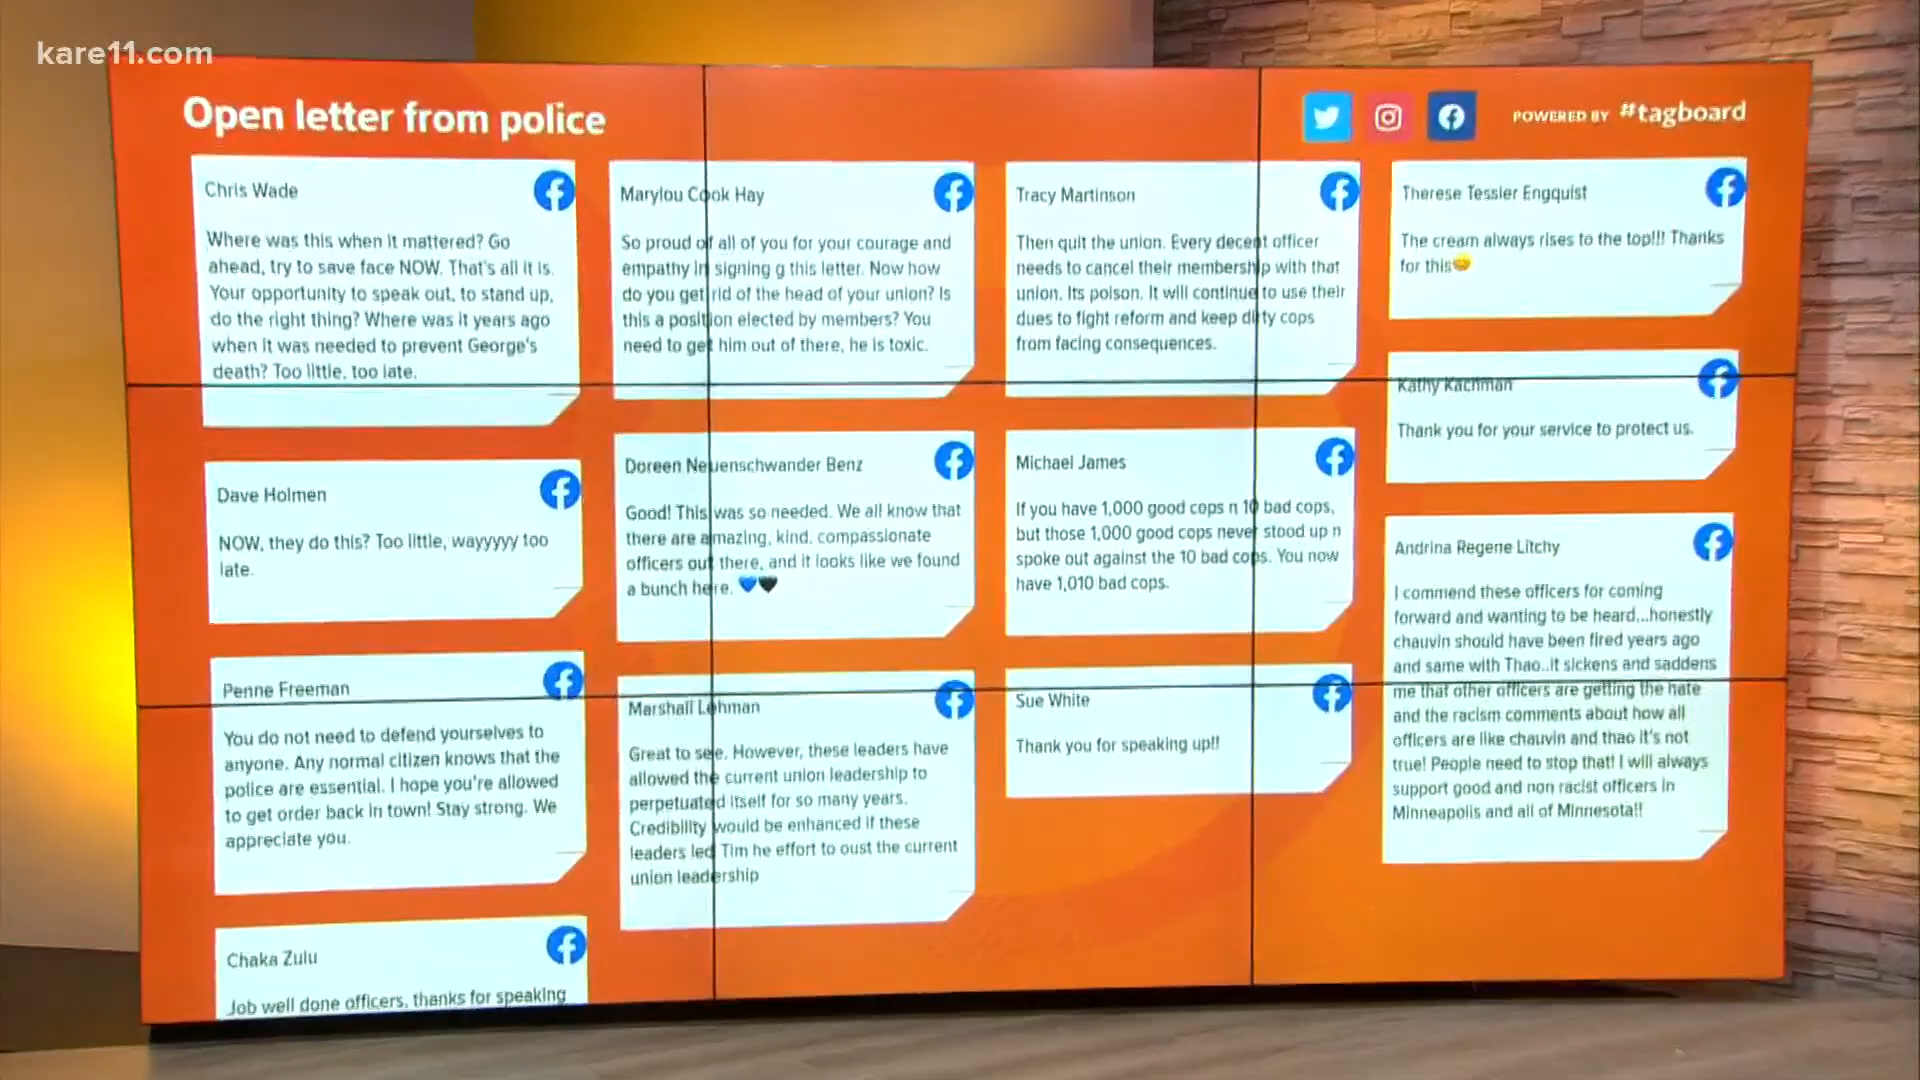 kare11.com
Open letter from police
POWERED BY #tagboard
Chris Wade
Where was this when it mattered? Go
ahead, try to save face NOW. That's all it is.
Your opportunity to speak out, to stand up,
do the right thing? Where was it years ago
when it was needed to prevent George's
death? Too little, too late.
Dave Holmen
NOW, they do this? Too little, wayyyyy too
late.
Penne Freeman
You do not need to defend yourselves to
anyone. Any normal citizen knows that the
police are essential. I hope you're allowed
to get order back in town! Stay strong. We
appreciate you.
Chaka Zulu
Job well done officers, thanks for speaking
Marylou Cook Hay
So proud of all of you for your courage and
empathy in signing g this letter. Now how
do you get rid of the head of your union? Is
this a position elected by members? You
need to get him out of there, he is toxic.
Doreen Neuenschwander Benz
Good! This was so needed. We all know that
there are amazing, kind, compassionate
officers out there, and it looks like we found
a bunch here. 💙🖤
Marshall Lehman
Great to see. However, these leaders have
allowed the current union leadership to
perpetuated itself for so many years.
Credibility would be enhanced if these
leaders led Tim he effort to oust the current
union leadership
Tracy Martinson
Then quit the union. Every decent officer
needs to cancel their membership with that
union. Its poison. It will continue to use their
dues to fight reform and keep dirty cops
from facing consequences.
Michael James
If you have 1,000 good cops n 10 bad cops,
but those 1,000 good cops never stood up n
spoke out against the 10 bad cops. You now
have 1,010 bad cops.
Sue White
Thank you for speaking up!!
Therese Tessier Engquist
The cream always rises to the top!!! Thanks
for this
Kathy Kachman
Thank you for your service to protect us.
Andrina Regene Litchy
I commend these officers for coming
forward and wanting to be heard...honestly
chauvin should have been fired years ago
and same with Thao..it sickens and saddens
me that other officers are getting the hate
and the racism comments about how all
officers are like chauvin and thao it's not
true! People need to stop that! I will always
support good and non racist officers in
Minneapolis and all of Minnesota!!